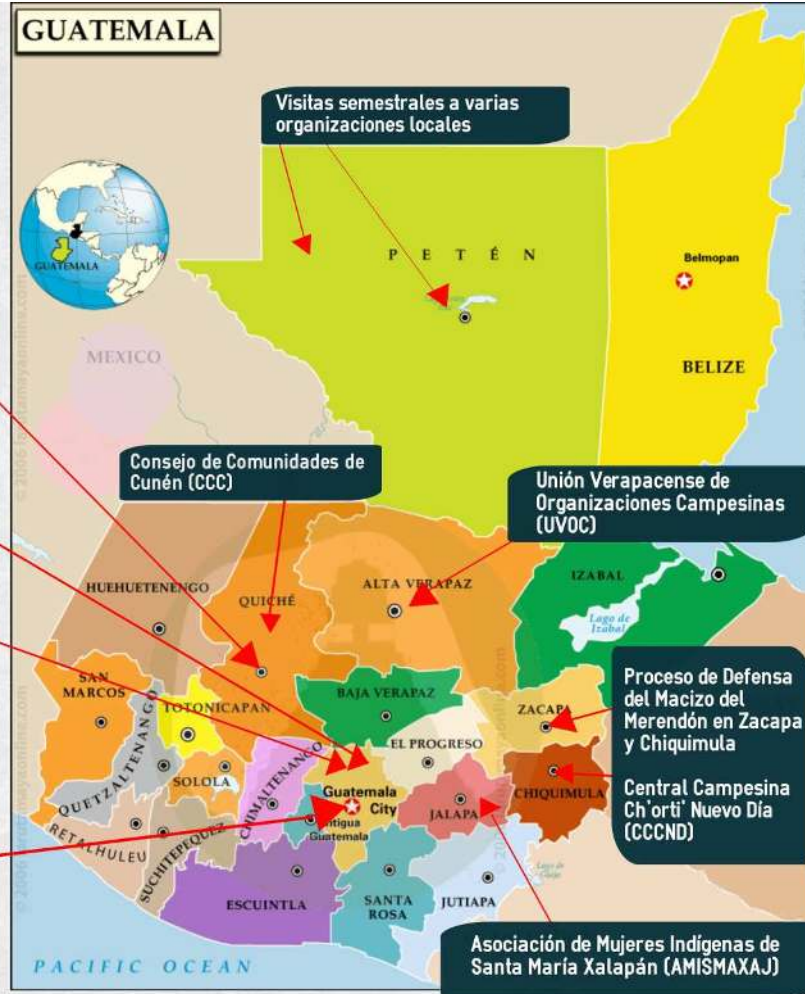 GUATEMALA
Visitas semestrales a varias
organizaciones locales
GUATEMALA
PETÉN
Belmopan
MEXICO
BELIZE
Consejo de Comunidades de
Cunén (CCC)
Unión Verapacense de
Organizaciones Campesinas
(UVOC)
HUEHUETENENGO
QUICHÉ
ALTA VERAPAZ
IZABAL
Lago de
Izabal
SAN
MARCOS
TOTONICAPAN
BAJA VERAPAZ
ZACAPA
Proceso de Defensa
del Macizo del
Merendón en Zacapa
y Chiquimula
QUETZALTENANGO
SOLOLA
CHIMALTENANGO
EL PROGRESO
Guatemala
City
CHIQUIMULA
Central Campesina
Ch'orti' Nuevo Día
(CCCND)
RETALHULEU
SUCHITEPEQUEZ
Antigua
Guatemala
JALAPA
ESCUINTLA
SANTA
ROSA
JUTIAPA
Asociación de Mujeres Indígenas de
Santa María Xalapán (AMISMAXAJ)
PACIFIC OCEAN